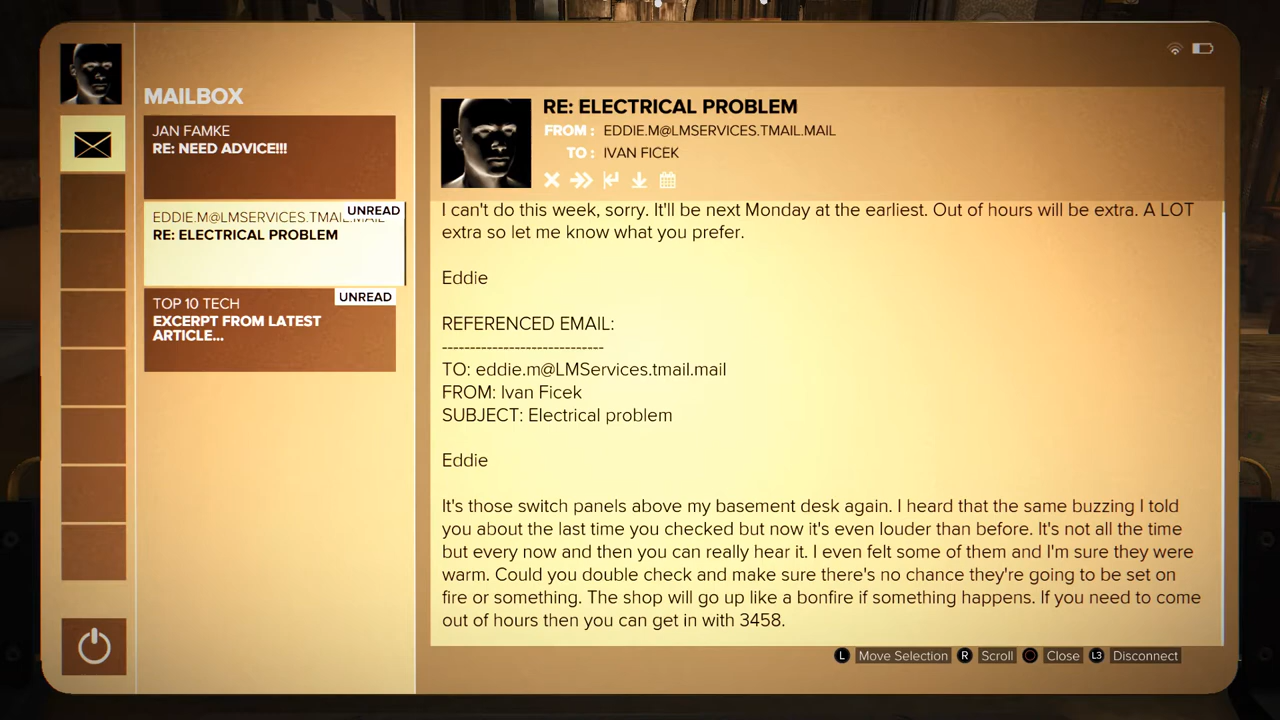 MAILBOX
JAN FAMKE
RE: NEED ADVICE!!!
UNREAD
EDDIE.M@LMSERVICES.TMAIL.MAIL
RE: ELECTRICAL PROBLEM
UNREAD
TOP 10 TECH
EXCERPT FROM LATEST
ARTICLE...
RE: ELECTRICAL PROBLEM
FROM : EDDIE.M@LMSERVICES.TMAIL.MAIL
TO : IVAN FICEK
I can't do this week, sorry. It'll be next Monday at the earliest. Out of hours will be extra. A LOT
extra so let me know what you prefer.
Eddie
REFERENCED EMAIL:
-----------------------------
TO: eddie.m@LMServices.tmail.mail
FROM: Ivan Ficek
SUBJECT: Electrical problem
Eddie
It's those switch panels above my basement desk again. I heard that the same buzzing I told
you about the last time you checked but now it's even louder than before. It's not all the time
but every now and then you can really hear it. I even felt some of them and I'm sure they were
warm. Could you double check and make sure there's no chance they're going to be set on
fire or something. The shop will go up like a bonfire if something happens. If you need to come
out of hours then you can get in with 3458.
L Move Selection R Scroll Close L3 Disconnect